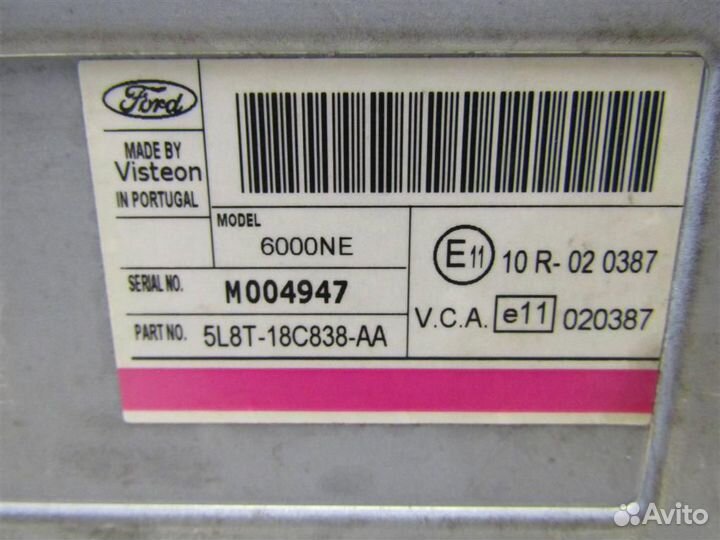 Ford
MADE BY
Visteon
IN PORTUGAL
MODEL
6000NE
SERIAL NO.
M004947
PART NO.
5L8T-18C838-AA
E11 10 R- 02 0387
V.C.A. e11 020387
Avito